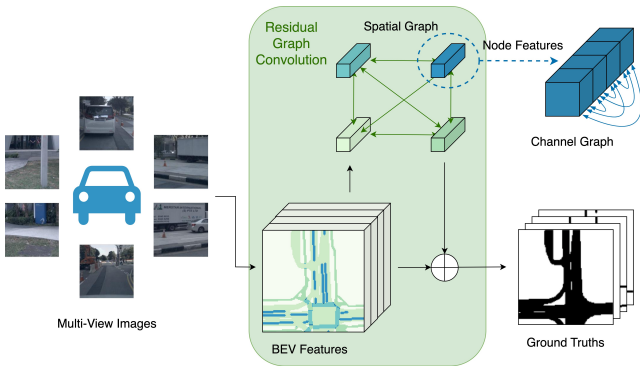 Residual
Graph
Convolution
Spatial Graph
Node Features
Channel Graph
Multi-View Images
BEV Features
Ground Truths